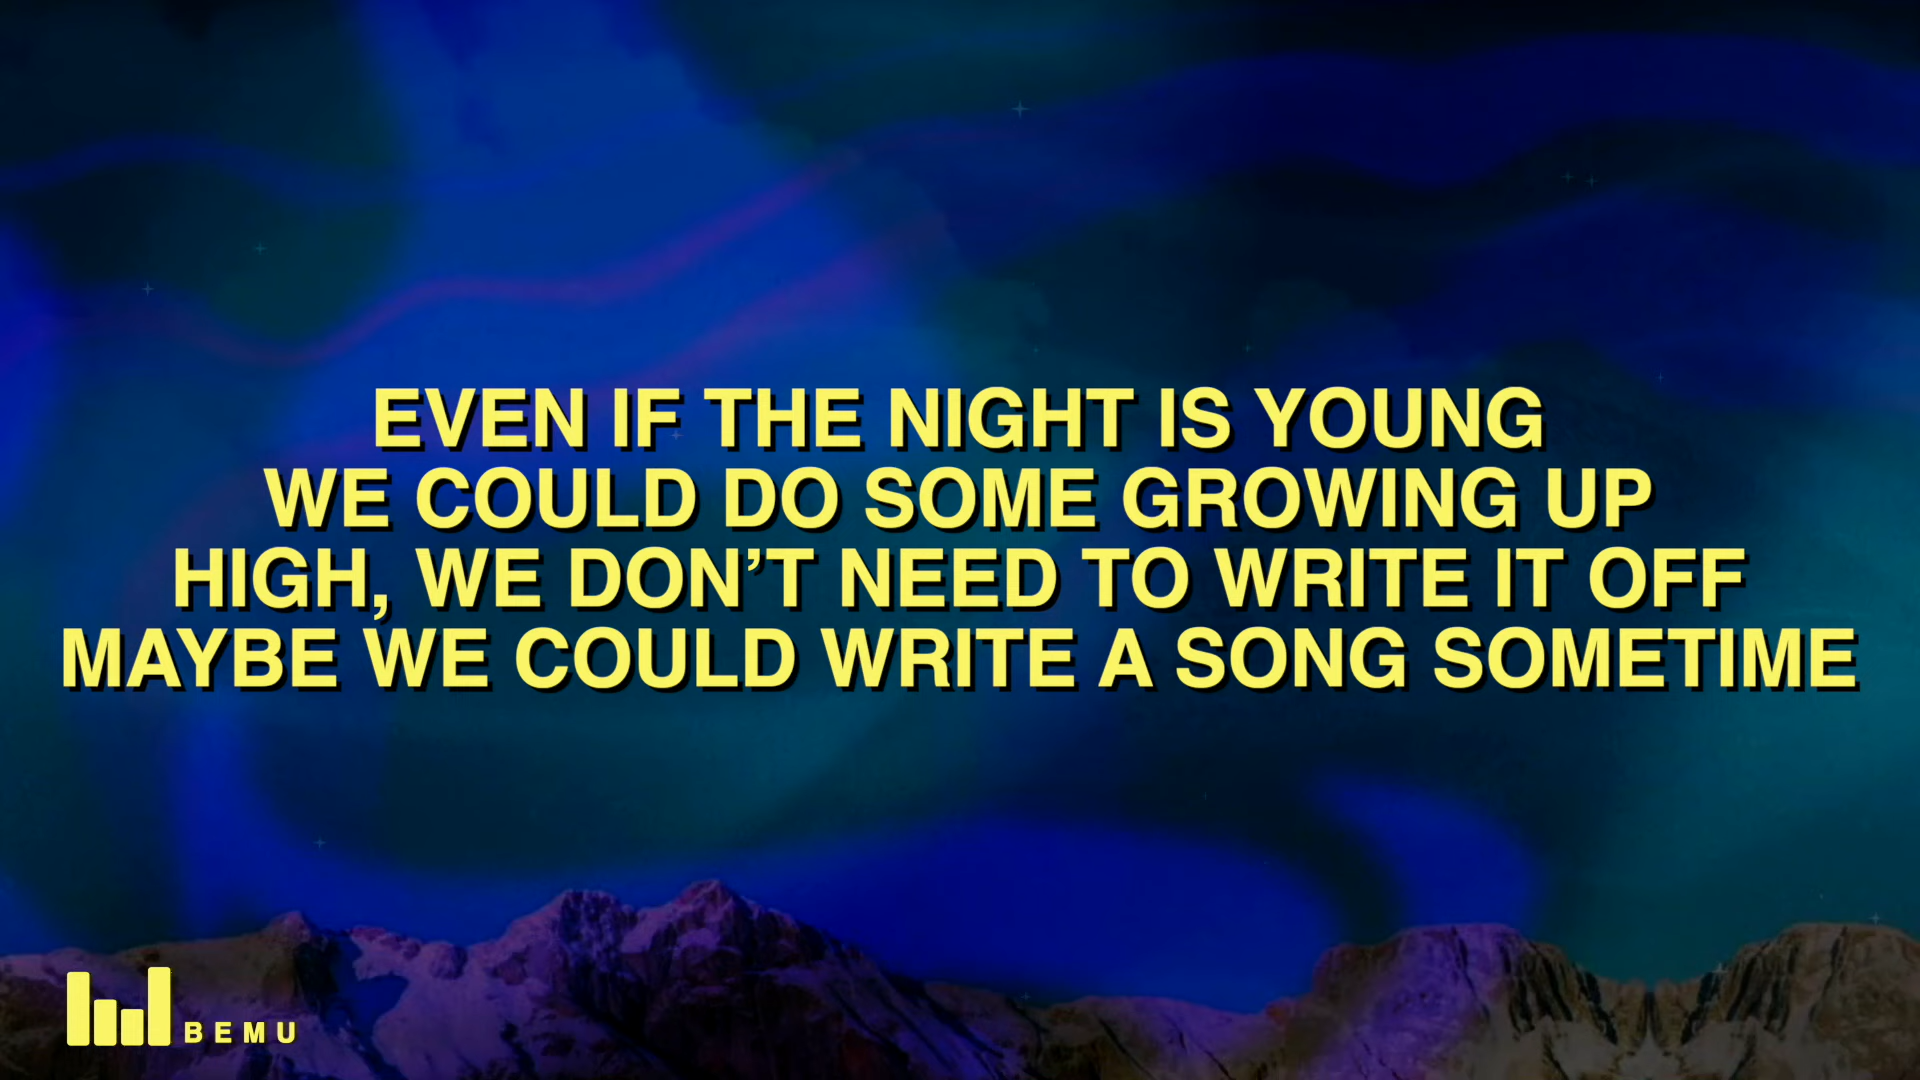 EVEN IF THE NIGHT IS YOUNG
WE COULD DO SOME GROWING UP
HIGH, WE DON’T NEED TO WRITE IT OFF
MAYBE WE COULD WRITE A SONG SOMETIME
BEMU